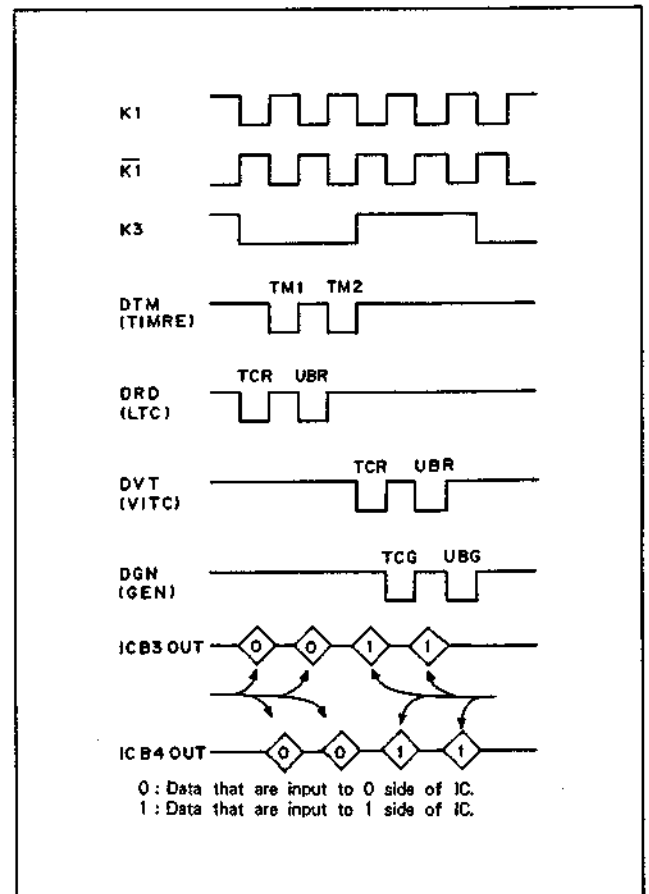 K1
K1
K3
TM1 TM2
DTM
(TIMRE)
TCR UBR
DRD
(LTC)
TCR UBR
DVT
(VITC)
TCG UBG
DGN
(GEN)
ICB3 OUT 0 0 1 1
ICB4 OUT 0 0 1 1
0 : Data that are input to 0 side of IC.
1 : Data that are input to 1 side of IC.